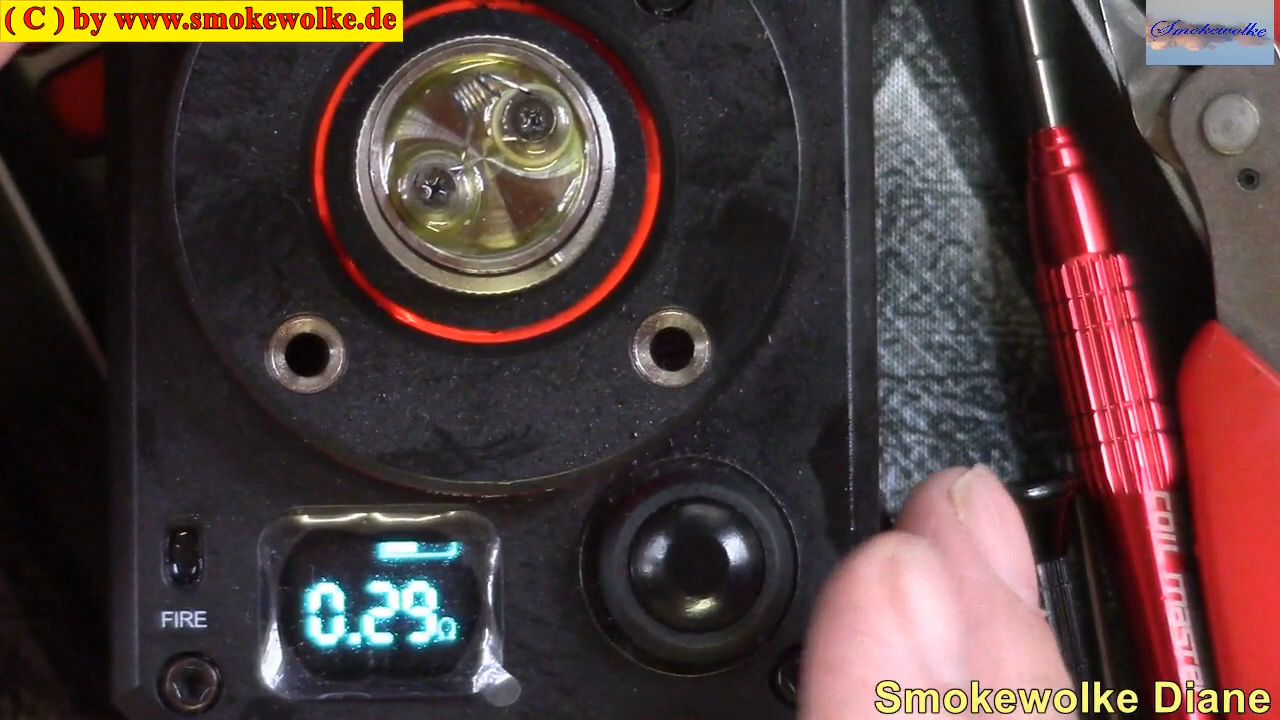 ( C ) by www.smokewolke.de
Smokewolke
FIRE
0.29Ω
COIL master
Smokewolke Diane